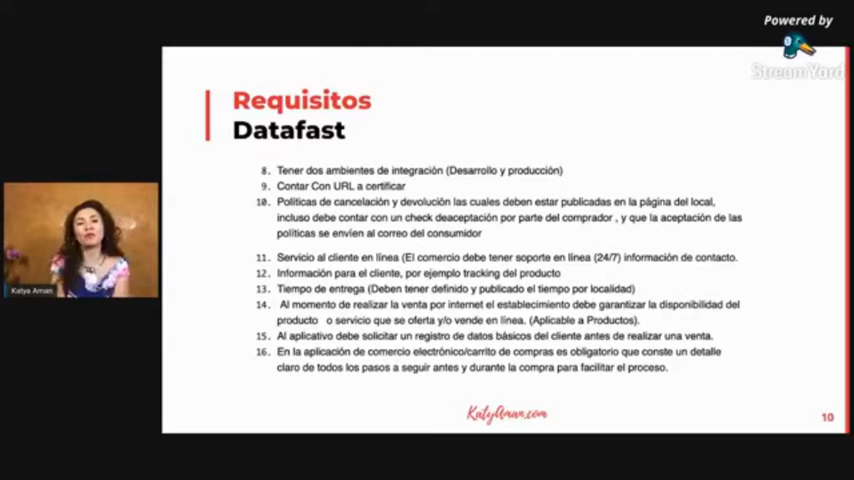 Powered by
StreamYard
Requisitos
Datafast
8. Tener dos ambientes de integración (Desarrollo y producción)
9. Contar Con URL a certificar
10. Políticas de cancelación y devolución las cuales deben estar publicadas en la página del local,
incluso debe contar con un check deaceptación por parte del comprador , y que la aceptación de las
políticas se envíen al correo del consumidor
11. Servicio al cliente en línea (El comercio debe tener soporte en línea (24/7) información de contacto.
12. Información para el cliente, por ejemplo tracking del producto
13. Tiempo de entrega (Deben tener definido y publicado el tiempo por localidad)
14. Al momento de realizar la venta por internet el establecimiento debe garantizar la disponibilidad del
producto o servicio que se oferta y/o vende en línea. (Aplicable a Productos).
15. Al aplicativo debe solicitar un registro de datos básicos del cliente antes de realizar una venta.
16. En la aplicación de comercio electrónico/carrito de compras es obligatorio que conste un detalle
claro de todos los pasos a seguir antes y durante la compra para facilitar el proceso.
Katya Aman
KatyAman.com
10